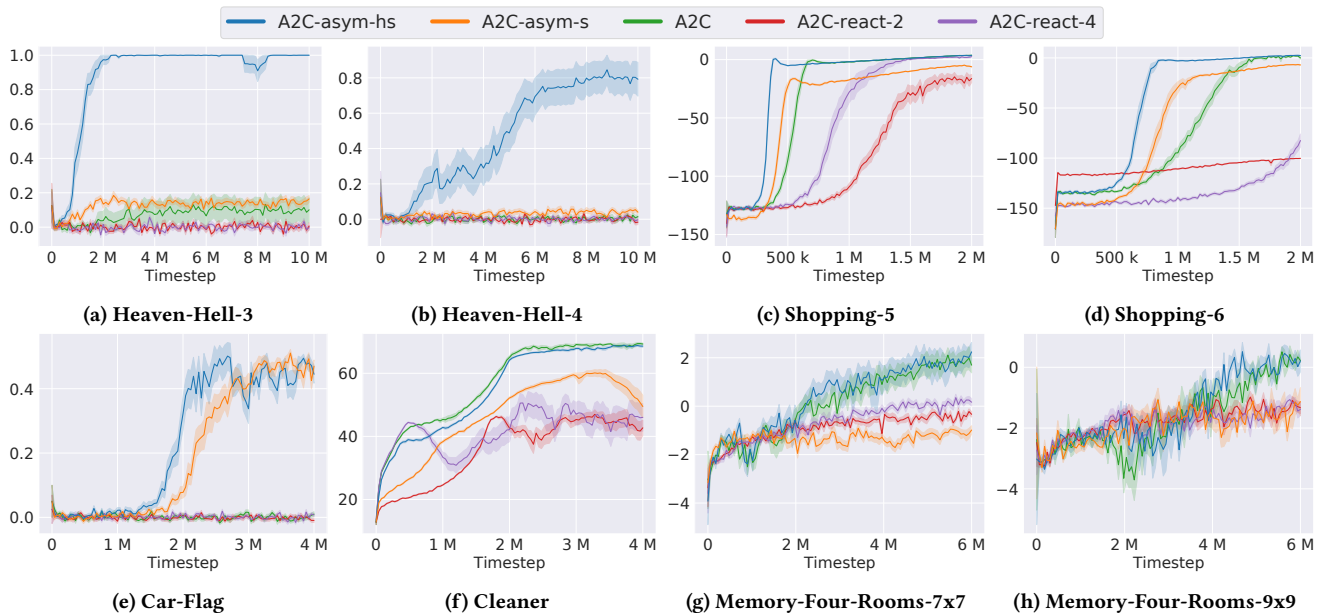 A2C-asym-hs A2C-asym-s A2C A2C-react-2 A2C-react-4
1.0
0.8
0.6
0.4
0.2
0.0
0 2 M 4 M 6 M 8 M 10 M
Timestep
(a) Heaven-Hell-3
0.8
0.6
0.4
0.2
0.0
0 2 M 4 M 6 M 8 M 10 M
Timestep
(b) Heaven-Hell-4
0
−50
−100
−150
0 500 k 1 M 1.5 M 2 M
Timestep
(c) Shopping-5
0
−50
−100
−150
0 500 k 1 M 1.5 M 2 M
Timestep
(d) Shopping-6
0.4
0.2
0.0
0 1 M 2 M 3 M 4 M
Timestep
(e) Car-Flag
60
40
20
0 1 M 2 M 3 M 4 M
Timestep
(f) Cleaner
2
0
−2
−4
0 2 M 4 M 6 M
Timestep
(g) Memory-Four-Rooms-7x7
0
−2
−4
0 2 M 4 M 6 M
Timestep
(h) Memory-Four-Rooms-9x9